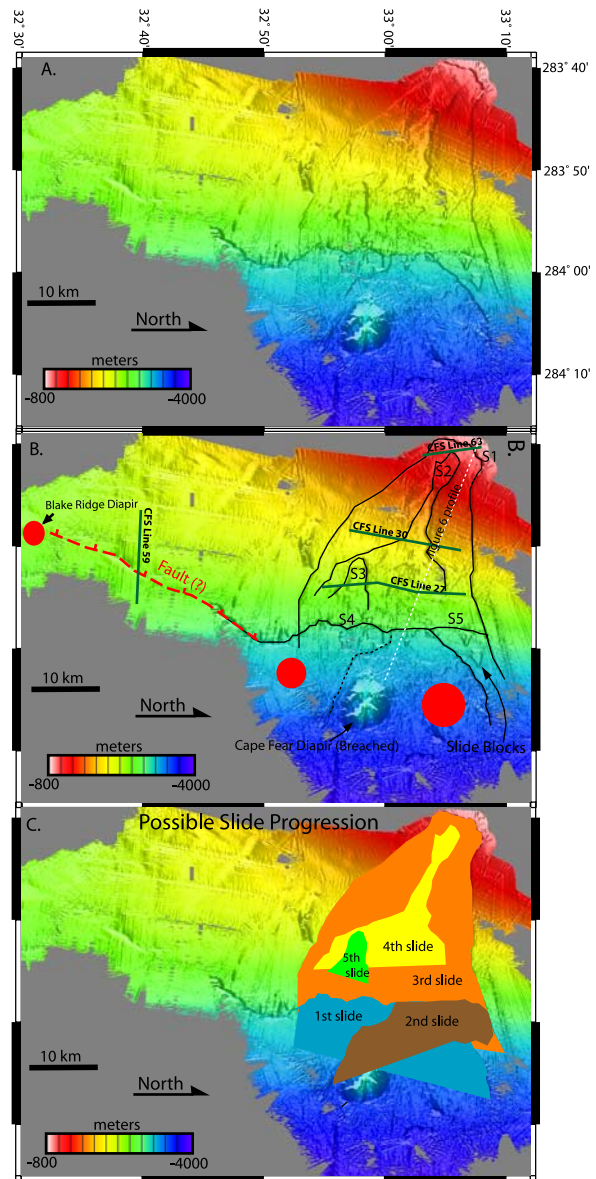 32° 30'
32° 40'
32° 50'
33° 00'
33° 10'
A.
283° 40'
283° 50'
284° 00'
284° 10'
10 km
North
meters
-800
-4000
B.
B.
CFS Line 63
S1
S2
Blake Ridge Diapir
CFS Line 59
Fault (?)
CFS Line 30
figure 6 profile
S3
CFS Line 27
S4
S5
10 km
North
Cape Fear Diapir (Breached)
Slide Blocks
meters
-800
-4000
C.
Possible Slide Progression
4th slide
5th
slide
3rd slide
1st slide
2nd slide
10 km
North
meters
-800
-4000